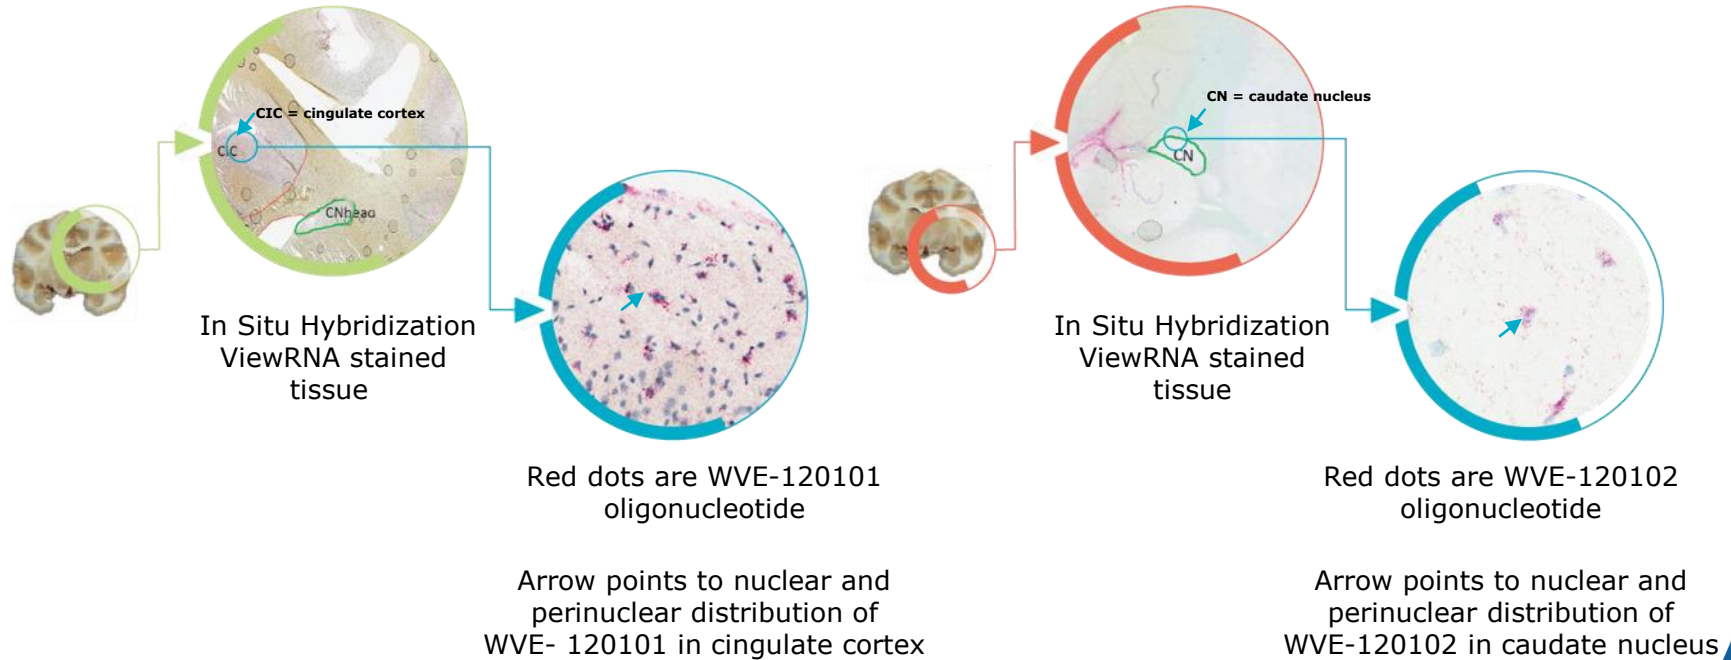 CIC = cingulate cortex
CIC
CNhead
In Situ Hybridization
ViewRNA stained
tissue
Red dots are WVE-120101
oligonucleotide
Arrow points to nuclear and
perinuclear distribution of
WVE- 120101 in cingulate cortex
CN = caudate nucleus
CN
In Situ Hybridization
ViewRNA stained
tissue
Red dots are WVE-120102
oligonucleotide
Arrow points to nuclear and
perinuclear distribution of
WVE-120102 in caudate nucleus